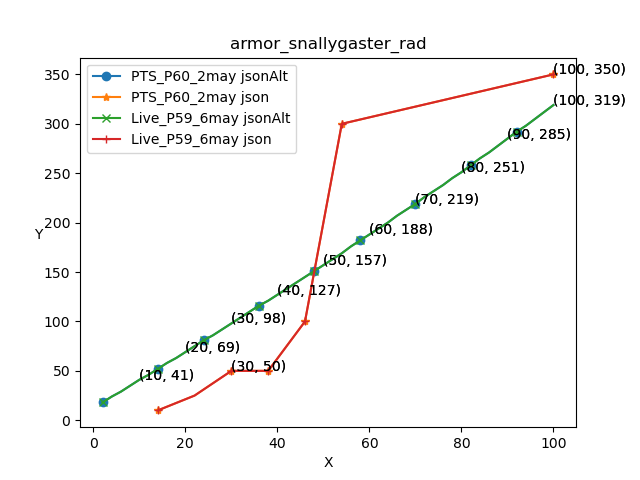 armor_snallygaster_rad
PTS_P60_2may jsonAlt
PTS_P60_2may json
Live_P59_6may jsonAlt
Live_P59_6may json
(100, 350)
(100, 319)
(90, 285)
(80, 251)
(70, 219)
(60, 188)
(50, 157)
(40, 127)
(30, 98)
(20, 69)
(30, 50)
(10, 41)
350
300
250
200
150
100
50
0
Y
0 20 40 60 80 100
X